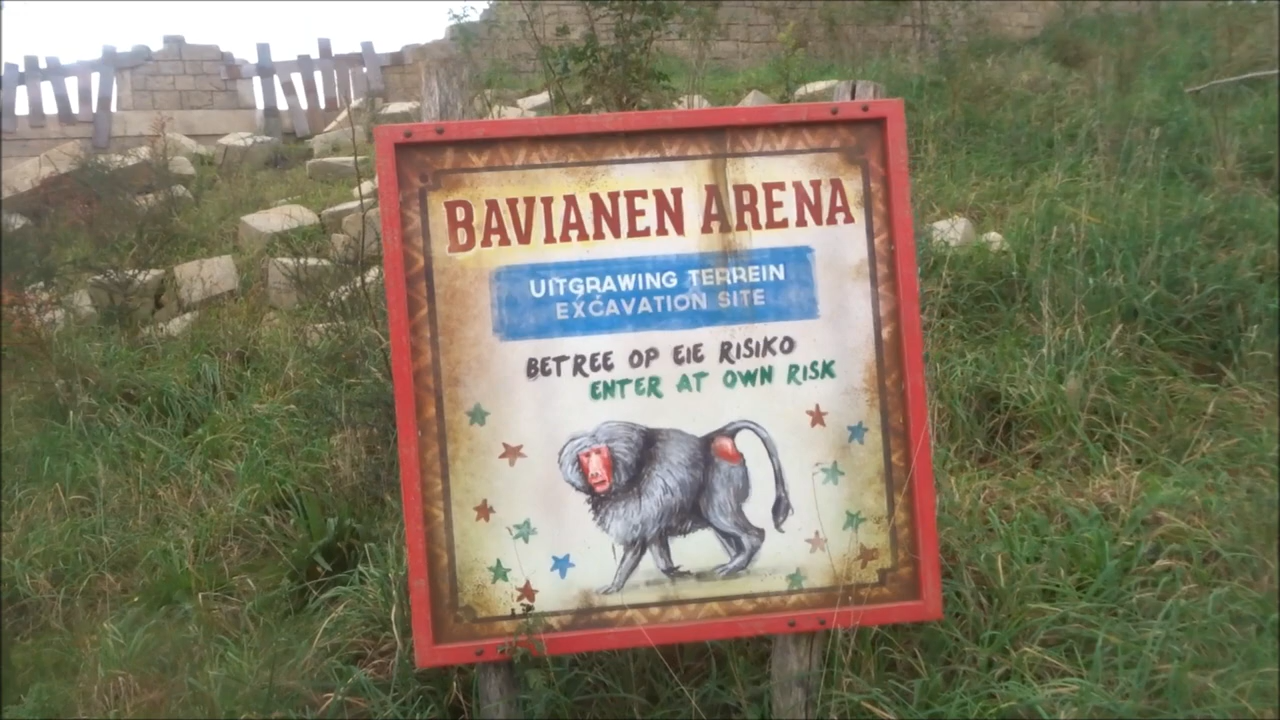 BAVIANEN ARENA
UITGRAWING TERREIN
EXCAVATION SITE
BETREE OP EIE RISIKO
ENTER AT OWN RISK